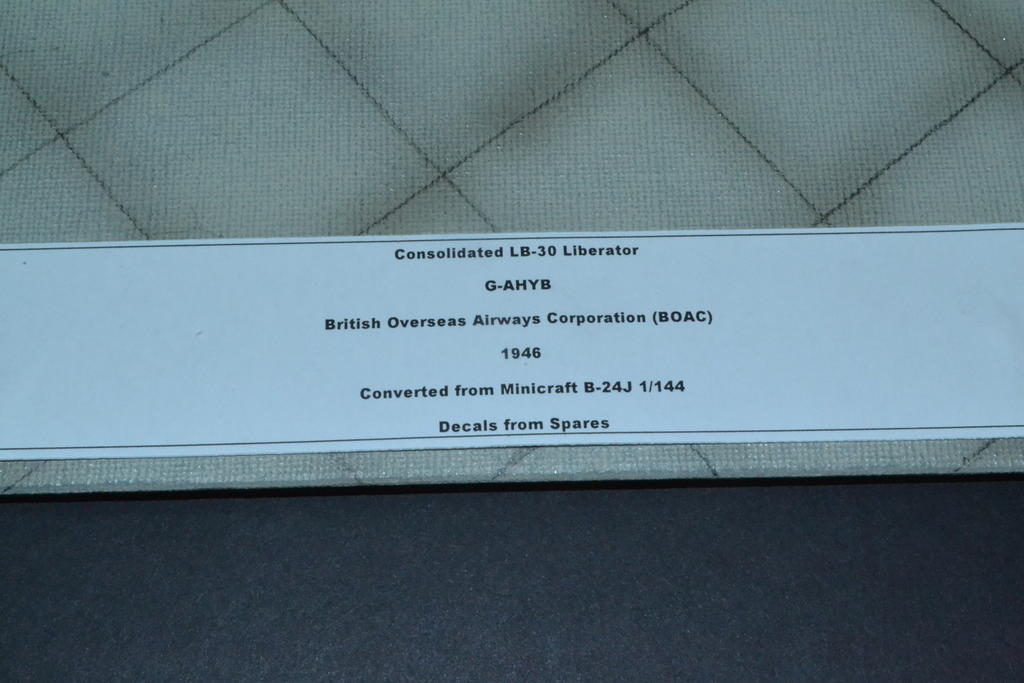 Consolidated LB-30 Liberator
G-AHYB
British Overseas Airways Corporation (BOAC)
1946
Converted from Minicraft B-24J 1/144
Decals from Spares